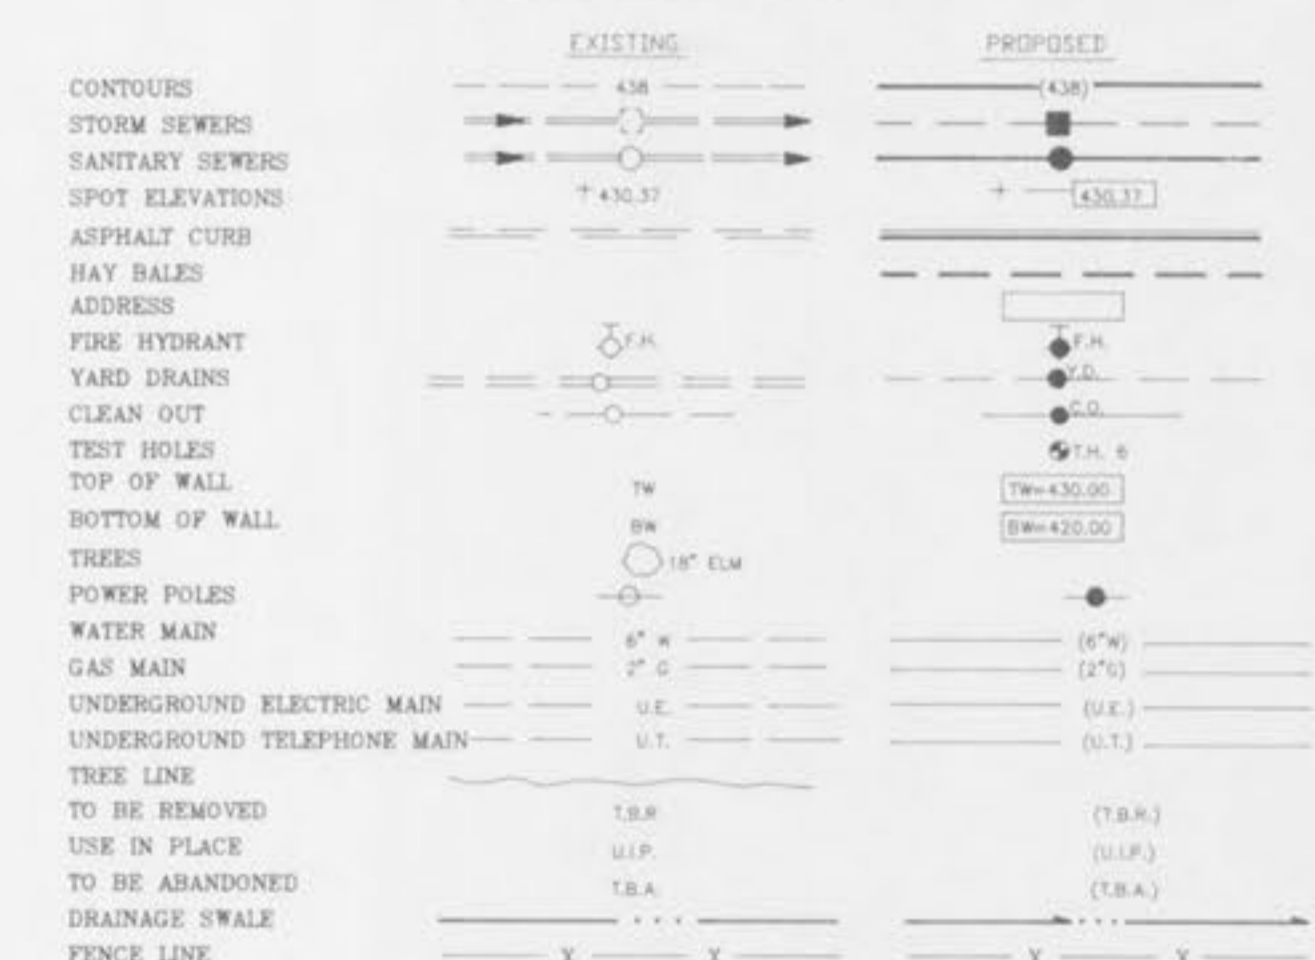 EXISTING PROPOSED
CONTOURS 438 (438)
STORM SEWERS
SANITARY SEWERS
SPOT ELEVATIONS + 430.37 + 430.37
ASPHALT CURB
HAY BALES
ADDRESS
FIRE HYDRANT F.H. F.H.
YARD DRAINS Y.D.
CLEAN OUT C.O.
TEST HOLES T.H. 6
TOP OF WALL TW TW=430.00
BOTTOM OF WALL BW BW=420.00
TREES 18" ELM
POWER POLES
WATER MAIN 6" W (6"W)
GAS MAIN 2" G (2"G)
UNDERGROUND ELECTRIC MAIN U.E. (U.E.)
UNDERGROUND TELEPHONE MAIN U.T. (U.T.)
TREE LINE
TO BE REMOVED T.B.R. (T.B.R.)
USE IN PLACE U.I.P. (U.I.P.)
TO BE ABANDONED T.B.A. (T.B.A.)
DRAINAGE SWALE
FENCE LINE X X X X